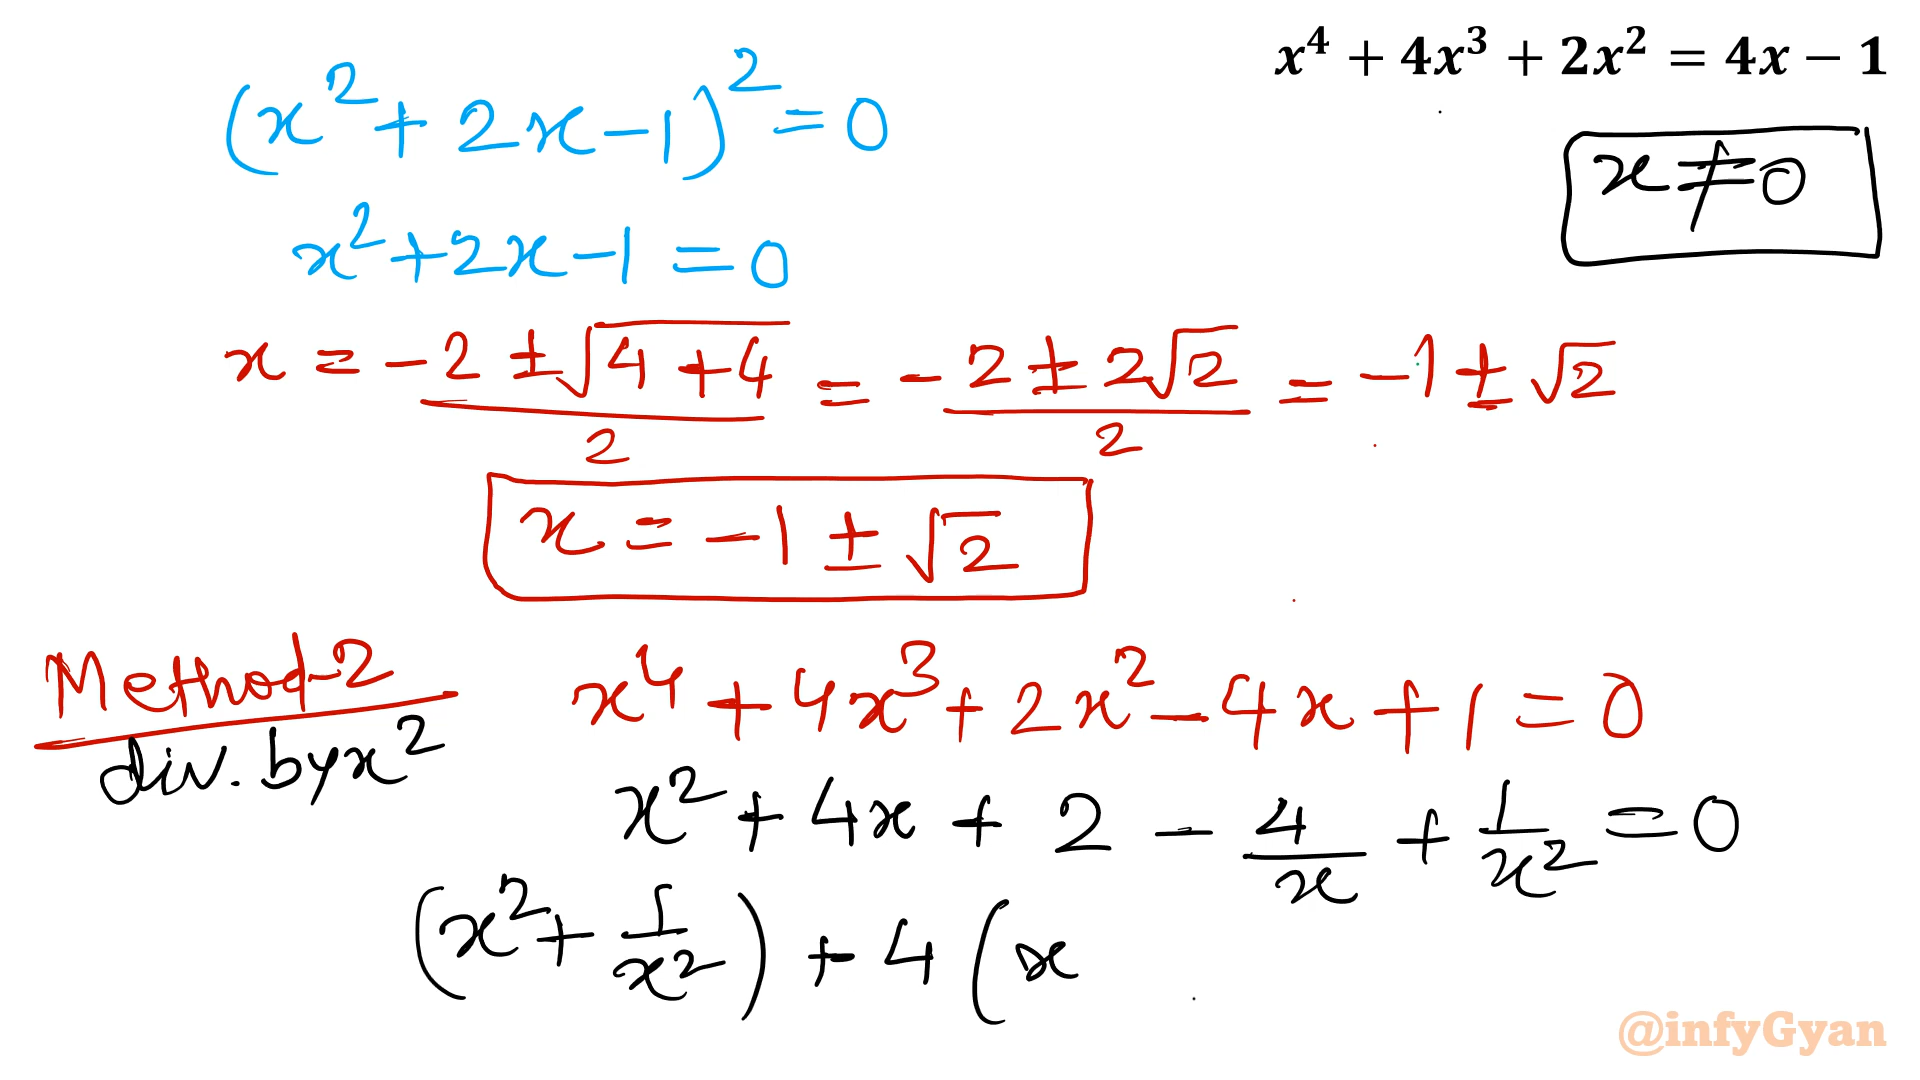 x⁴ + 4x³ + 2x² = 4x − 1
(x² + 2x − 1)² = 0
x ≠ 0
x² + 2x − 1 = 0
x = (−2 ± √(4 + 4))/2 = (−2 ± 2√2)/2 = −1 ± √2
x = −1 ± √2
Method-2
x⁴ + 4x³ + 2x² − 4x + 1 = 0
div. by x²
x² + 4x + 2 − 4/x + 1/x² = 0
(x² + 1/x²) + 4 (x
@infyGyan